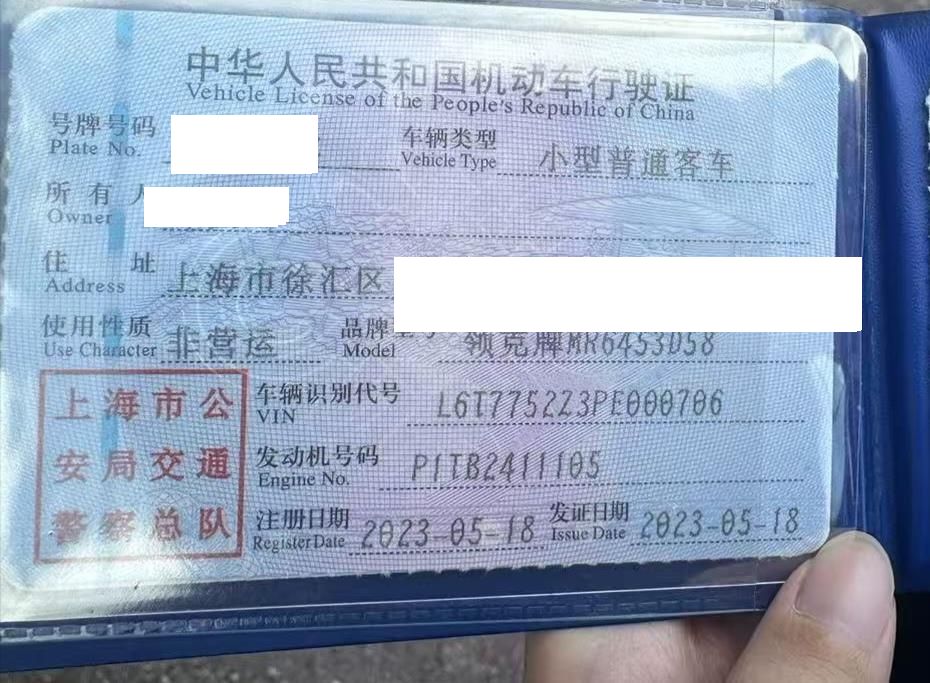 中华人民共和国机动车行驶证
Vehicle License of the People's Republic of China
号牌号码 车辆类型 小型普通客车
Plate No. Vehicle Type
所有人
Owner
住址 上海市徐汇区
Address
使用性质 非营运 品牌型号 领克牌MR6453D58
Use Character Model
上海市公
安局交通
警察总队
车辆识别代号 L6T7752Z3PE000706
VIN
发动机号码 P1TB2411105
Engine No.
注册日期 2023-05-18 发证日期 2023-05-18
Register Date Issue Date